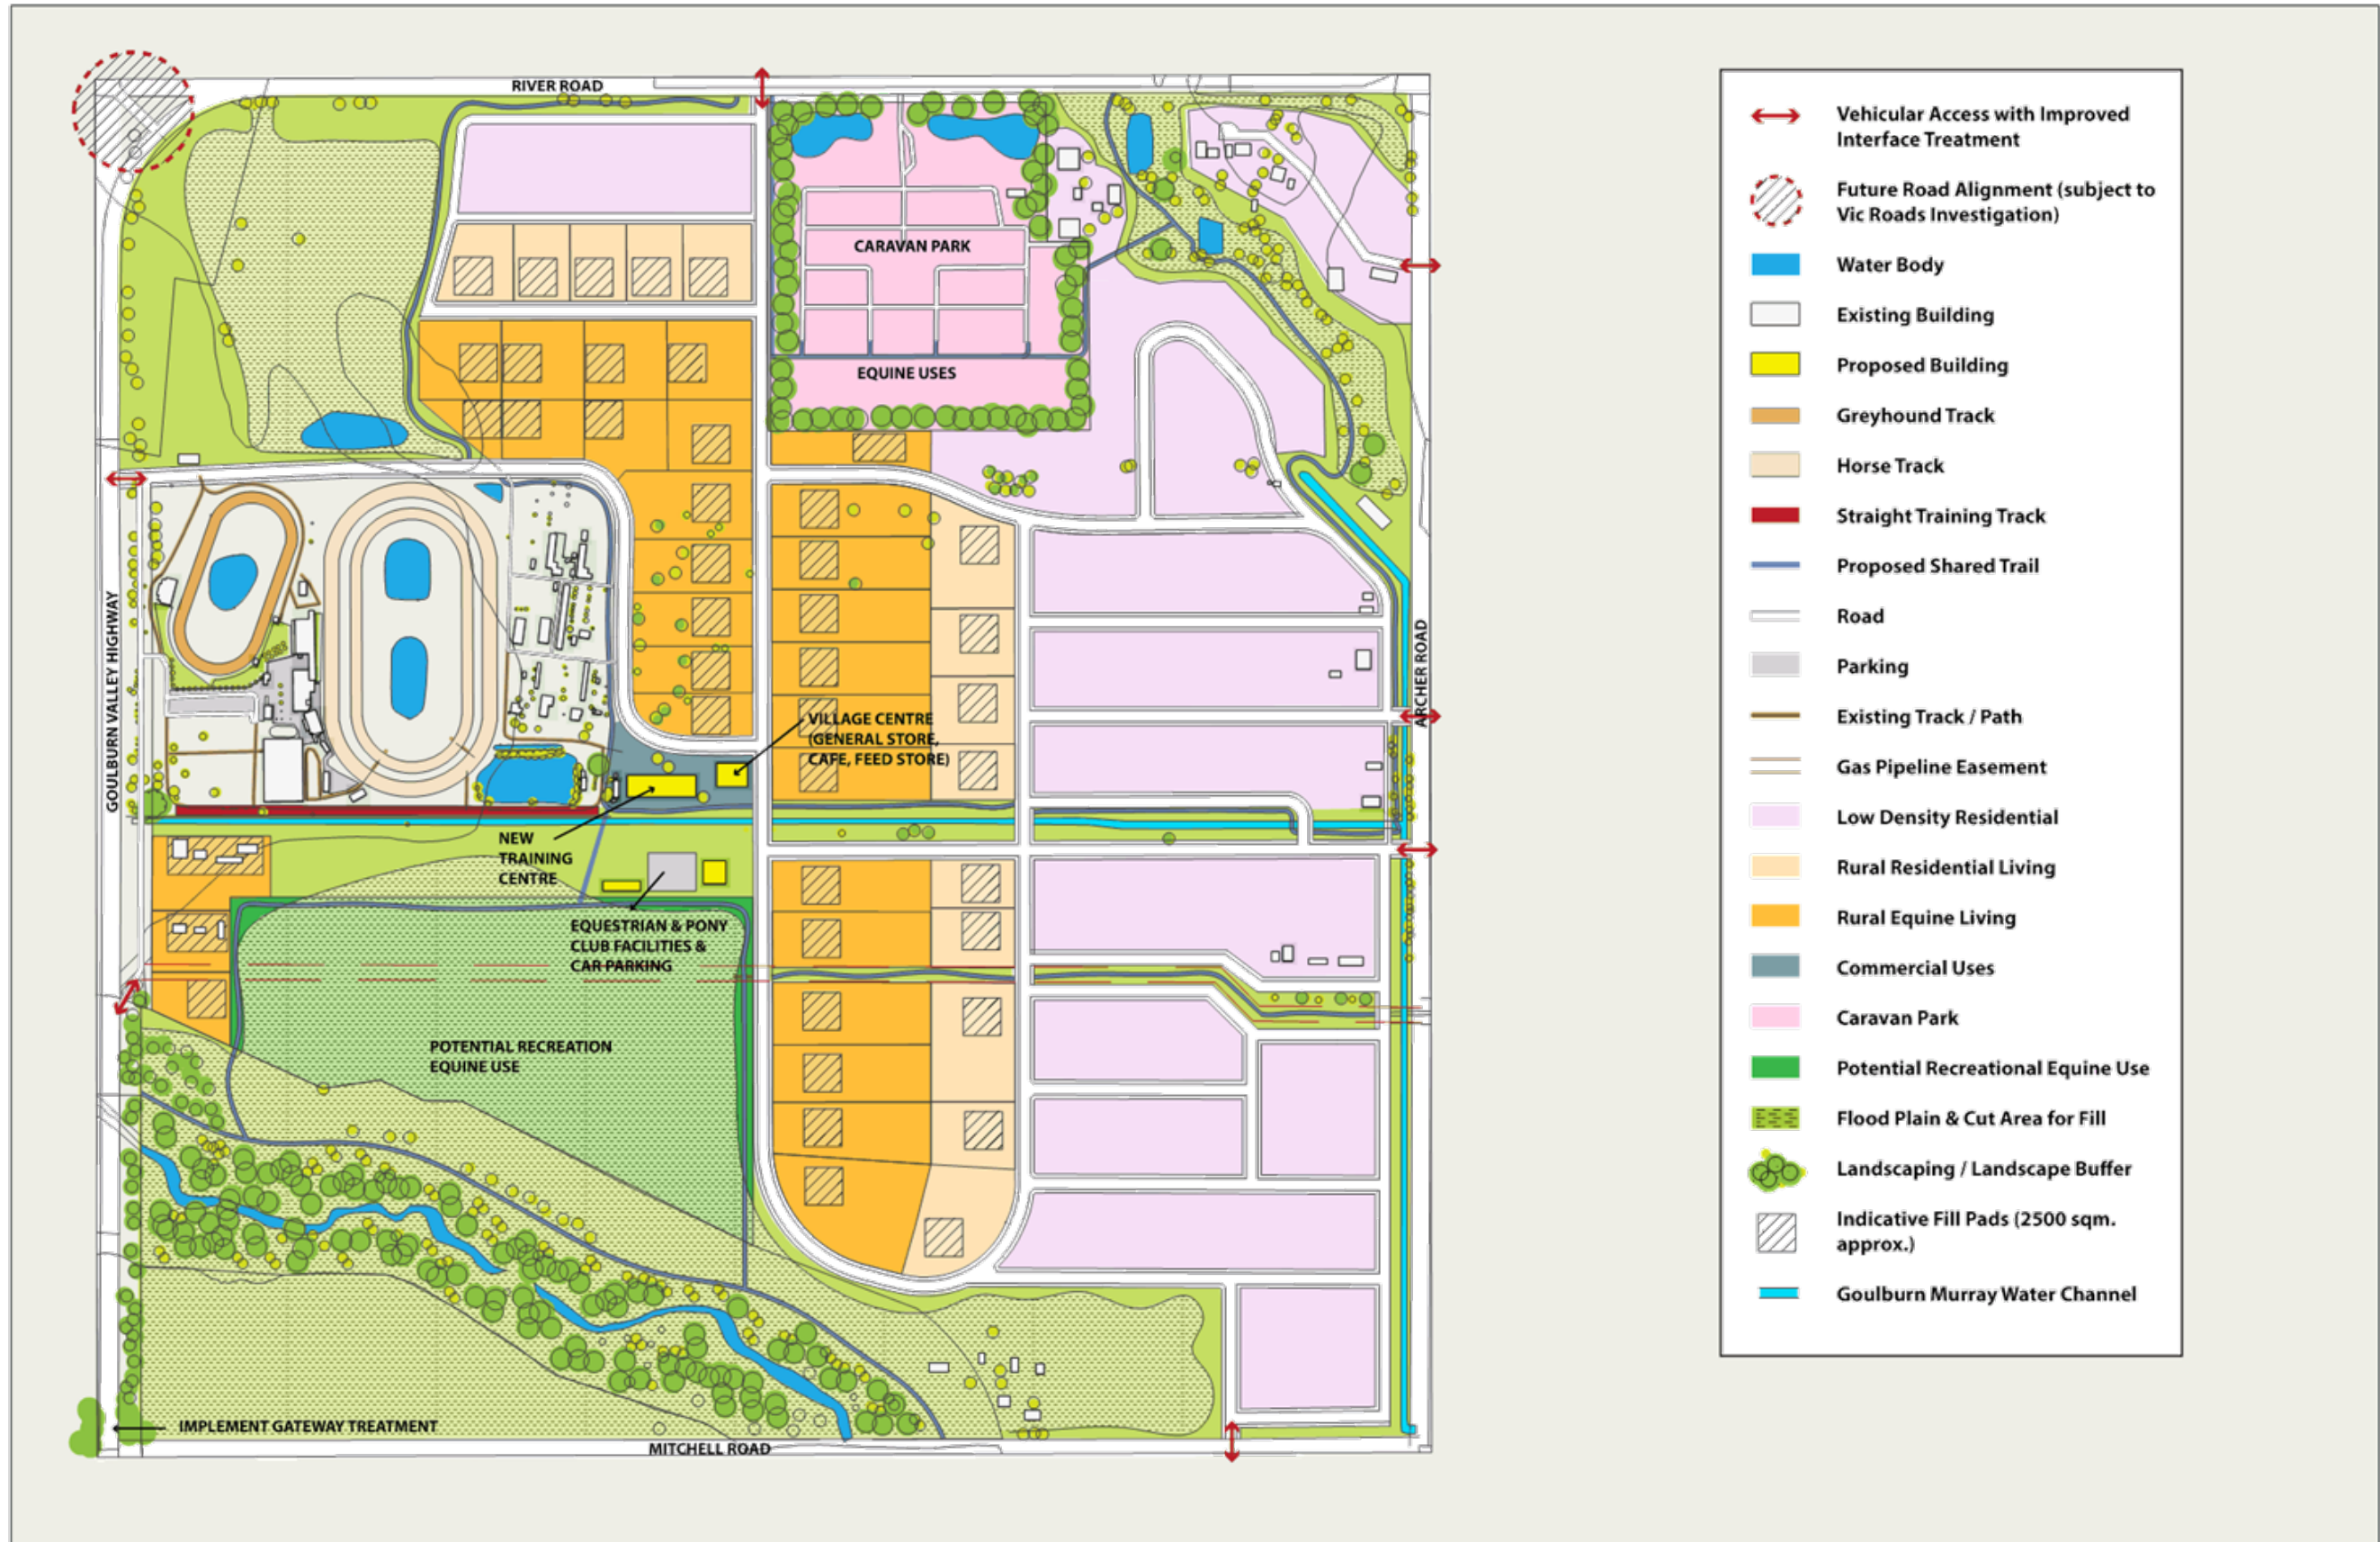 RIVER ROAD
CARAVAN PARK
EQUINE USES
GOULBURN VALLEY HIGHWAY
ARCHER ROAD
VILLAGE CENTRE
(GENERAL STORE,
CAFE, FEED STORE)
NEW
TRAINING
CENTRE
EQUESTRIAN & PONY
CLUB FACILITIES &
CAR PARKING
POTENTIAL RECREATION
EQUINE USE
IMPLEMENT GATEWAY TREATMENT
MITCHELL ROAD
Vehicular Access with Improved
Interface Treatment
Future Road Alignment (subject to
Vic Roads Investigation)
Water Body
Existing Building
Proposed Building
Greyhound Track
Horse Track
Straight Training Track
Proposed Shared Trail
Road
Parking
Existing Track / Path
Gas Pipeline Easement
Low Density Residential
Rural Residential Living
Rural Equine Living
Commercial Uses
Caravan Park
Potential Recreational Equine Use
Flood Plain & Cut Area for Fill
Landscaping / Landscape Buffer
Indicative Fill Pads (2500 sqm.
approx.)
Goulburn Murray Water Channel